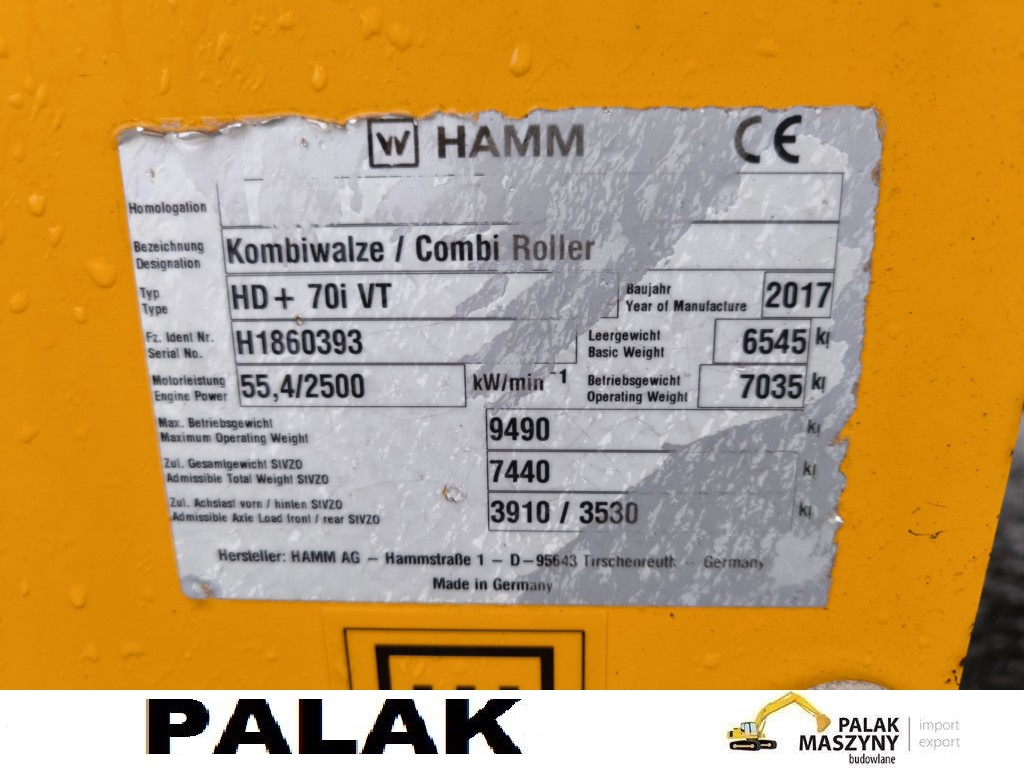 HAMM CE
Homologation
Bezeichnung
Designation
Kombiwalze / Combi Roller
Typ
Type
HD+ 70i VT
Baujahr
Year of Manufacture
2017
Fz. Ident Nr.
Serial No.
H1860393
Leergewicht
Basic Weight
6545
Motorleistung
Engine Power
55,4/2500 kW/min -1
Betriebsgewicht
Operating Weight
7035
Max. Betriebsgewicht
Maximum Operating Weight
9490
Zul. Gesamtgewicht StVZO
Admissible Total Weight StVZO
7440
Zul. Achslast vorn / hinten StVZO
Admissible Axle Load front / rear StVZO
3910 / 3530
Hersteller: HAMM AG – Hammstraße 1 – D–95643 Tirschenreuth – Germany
Made in Germany
PALAK
PALAK
MASZYNY
budowlane
import
export